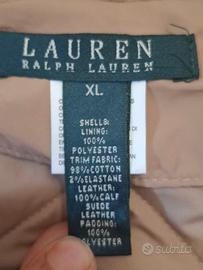 LAUREN
RALPH LAUREN
XL
SHELL&
LINING:
100%
POLYESTER
TRIM FABRIC:
98%COTTON
2%ELASTANE
LEATHER:
100%CALF
SUEDE
LEATHER
PADDING:
100%
POLYESTER
subito